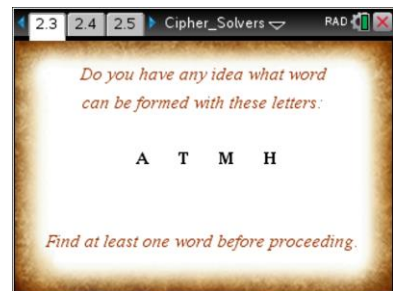 2.3 2.4 2.5 Cipher_Solvers RAD
Do you have any idea what word
can be formed with these letters:
A T M H
Find at least one word before proceeding.